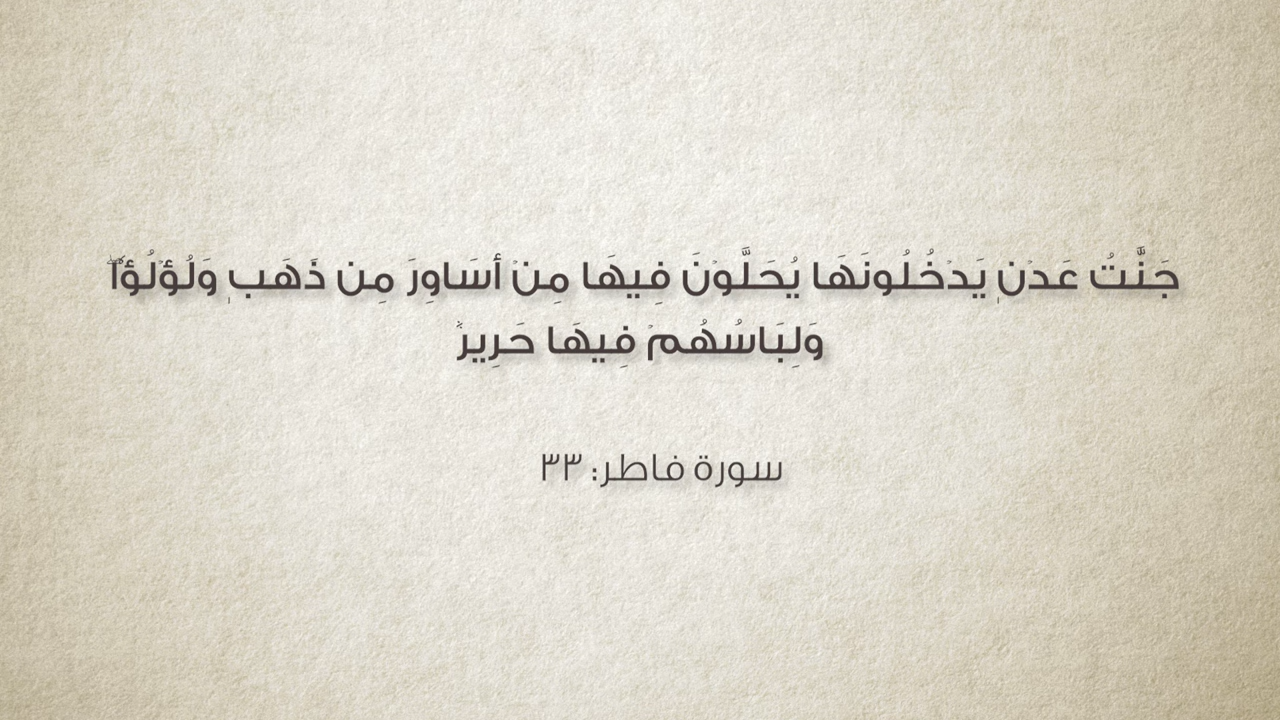 جَنَّٰتُ عَدۡنٖ يَدۡخُلُونَهَا يُحَلَّوۡنَ فِيهَا مِنۡ أَسَاوِرَ مِن ذَهَبٖ وَلُؤۡلُؤٗاۖ
وَلِبَاسُهُمۡ فِيهَا حَرِيرٞ
سورة فاطر: ٣٣